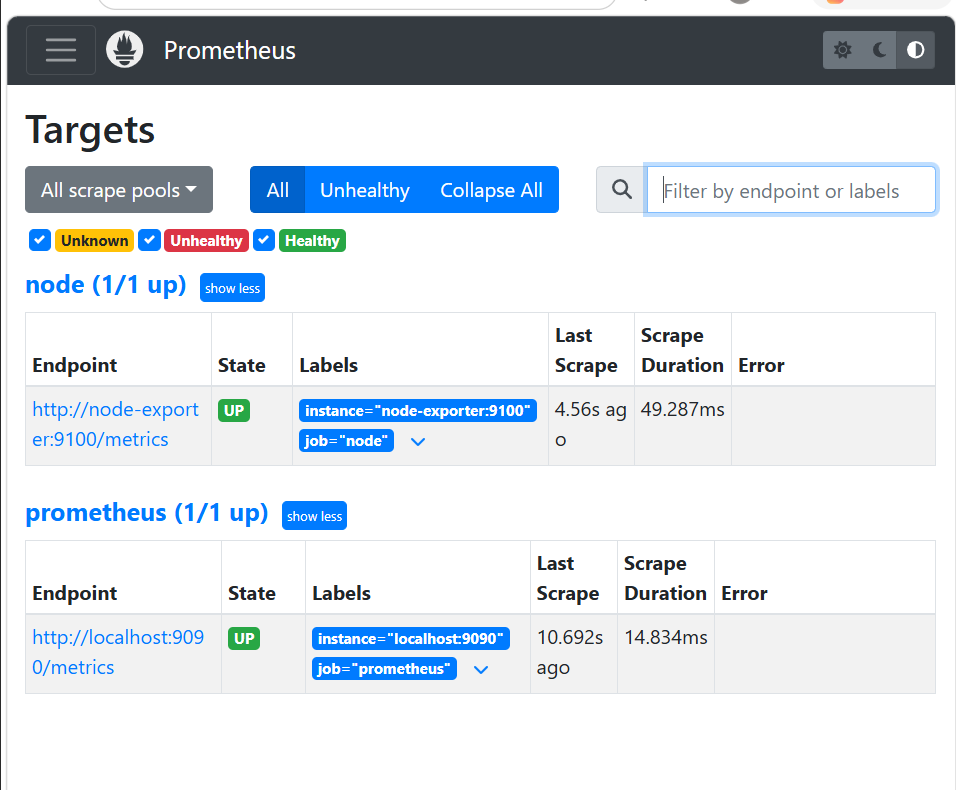 Prometheus
Targets
All scrape pools
All Unhealthy Collapse All
Filter by endpoint or labels
Unknown Unhealthy Healthy
node (1/1 up) show less
Endpoint State Labels Last Scrape Scrape Duration Error
http://node-export
er:9100/metrics
UP
instance="node-exporter:9100"
job="node"
4.56s ag
o
49.287ms
prometheus (1/1 up) show less
Endpoint State Labels Last Scrape Scrape Duration Error
http://localhost:909
0/metrics
UP
instance="localhost:9090"
job="prometheus"
10.692s
ago
14.834ms